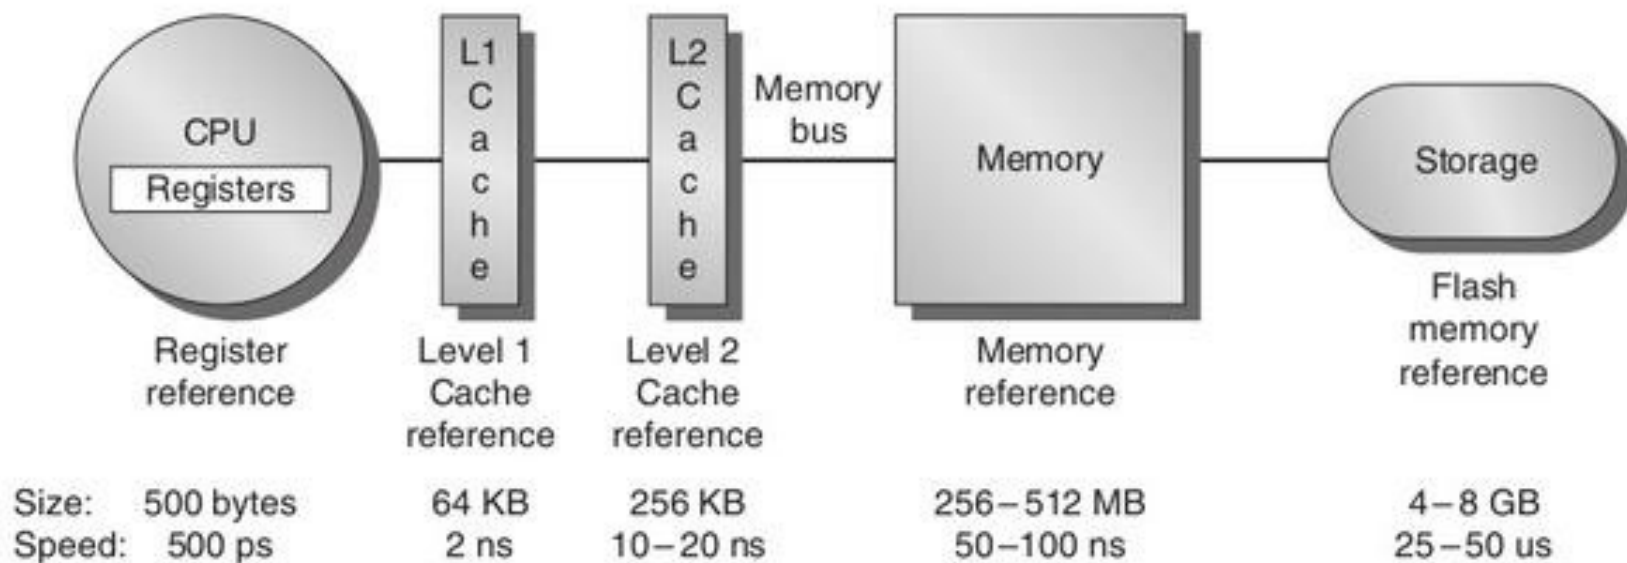 CPU
Registers
L1
C
a
c
h
e
L2
C
a
c
h
e
Memory
bus
Memory
Storage
Register
reference
Level 1
Cache
reference
Level 2
Cache
reference
Memory
reference
Flash
memory
reference
Size: 500 bytes 64 KB 256 KB 256–512 MB 4–8 GB
Speed: 500 ps 2 ns 10–20 ns 50–100 ns 25–50 us